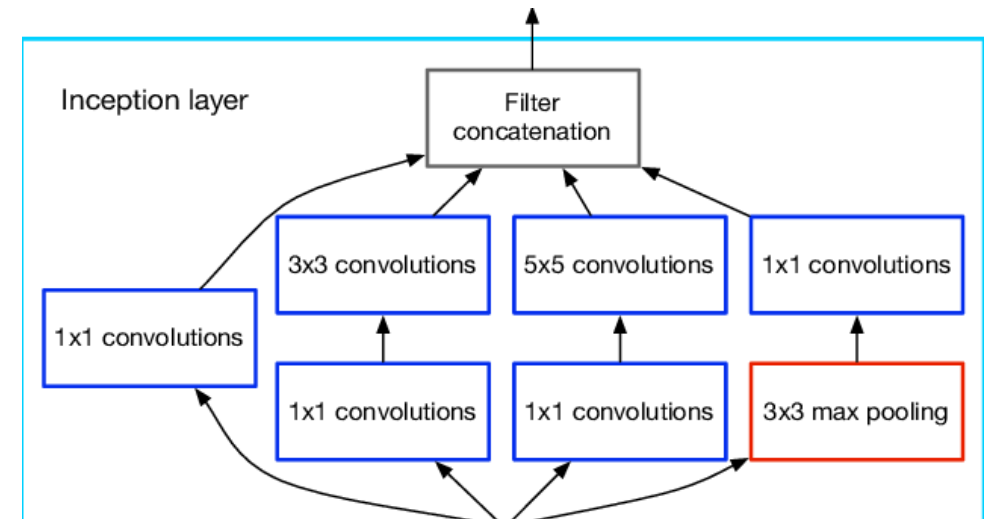 Inception layer
Filter
concatenation
3x3 convolutions
5x5 convolutions
1x1 convolutions
1x1 convolutions
1x1 convolutions
1x1 convolutions
3x3 max pooling